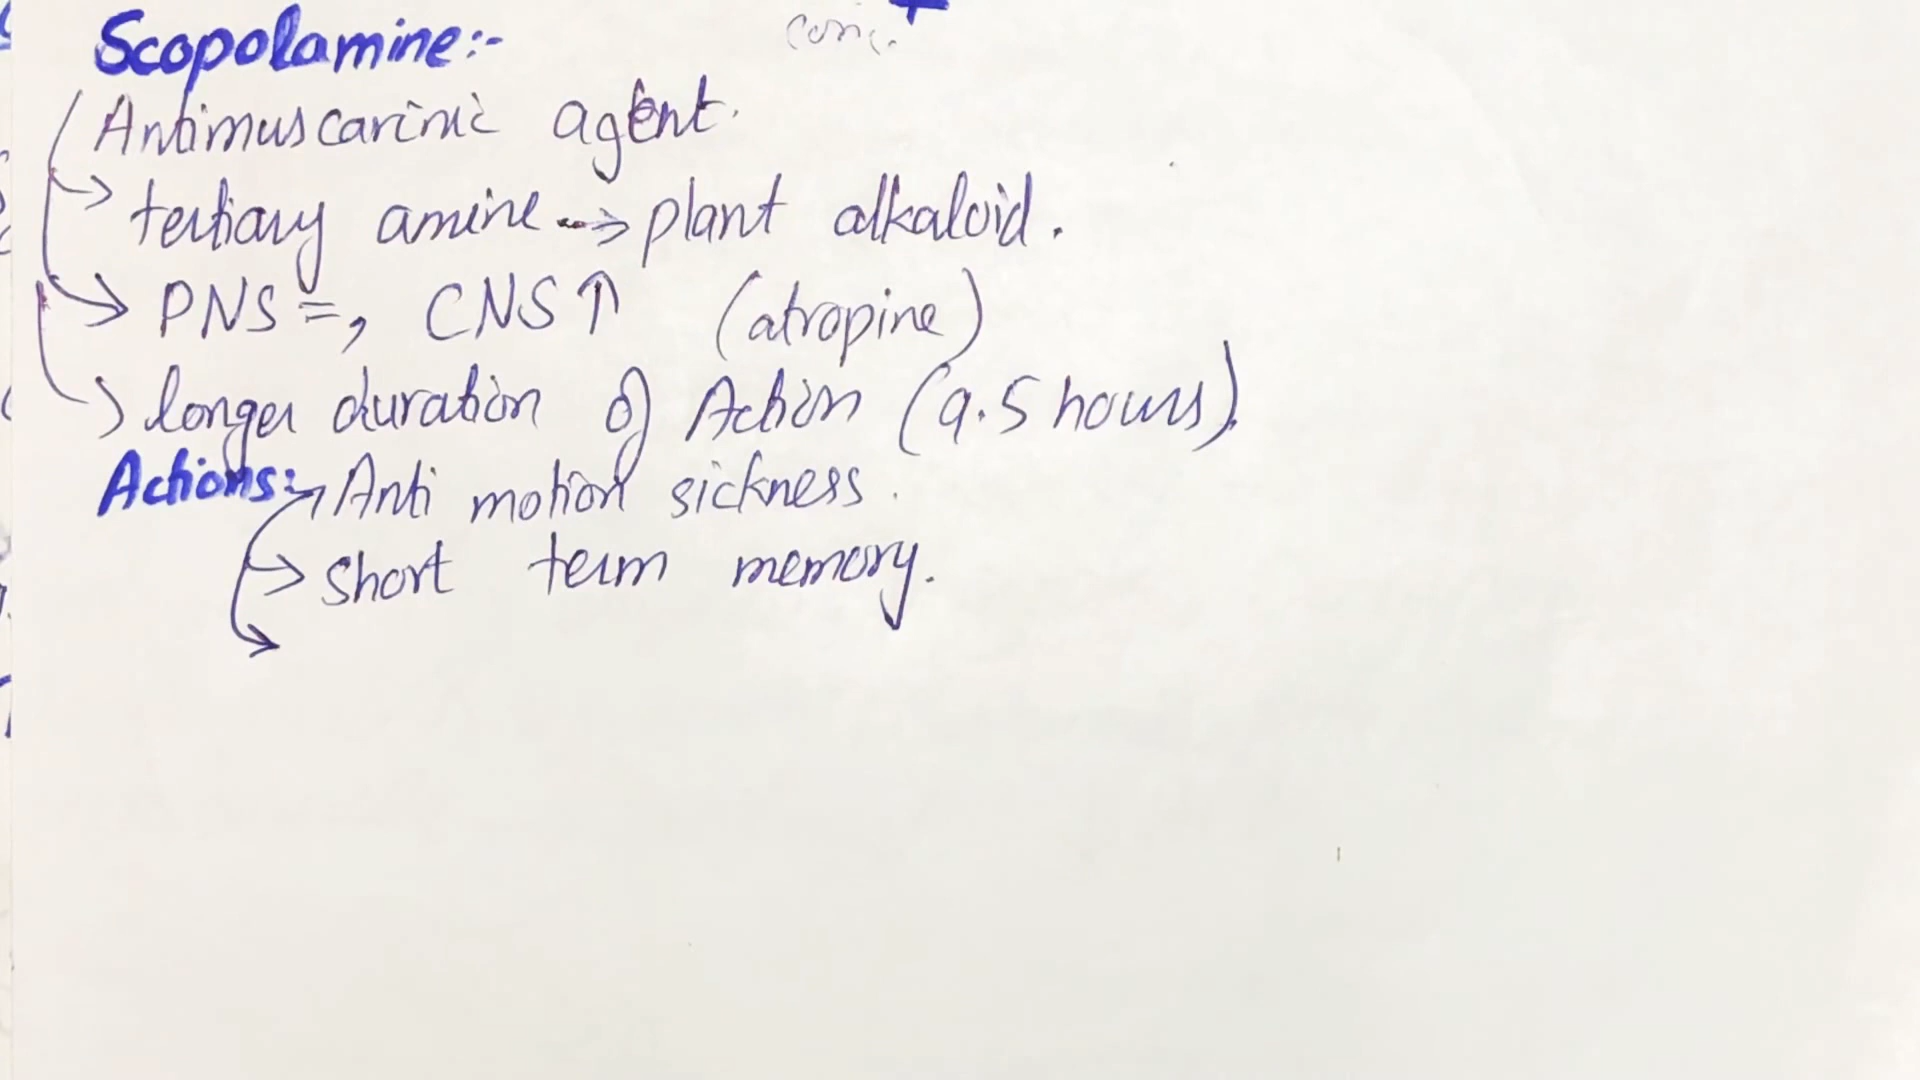 conc.
Scopolamine:-
Antimuscarinic agent.
→ tertiary amine --> plant alkaloid.
→ PNS =, CNS ↑ (atropine)
→ longer duration of Action (9.5 hours).
Actions: → Anti motion sickness.
→ short term memory.
→